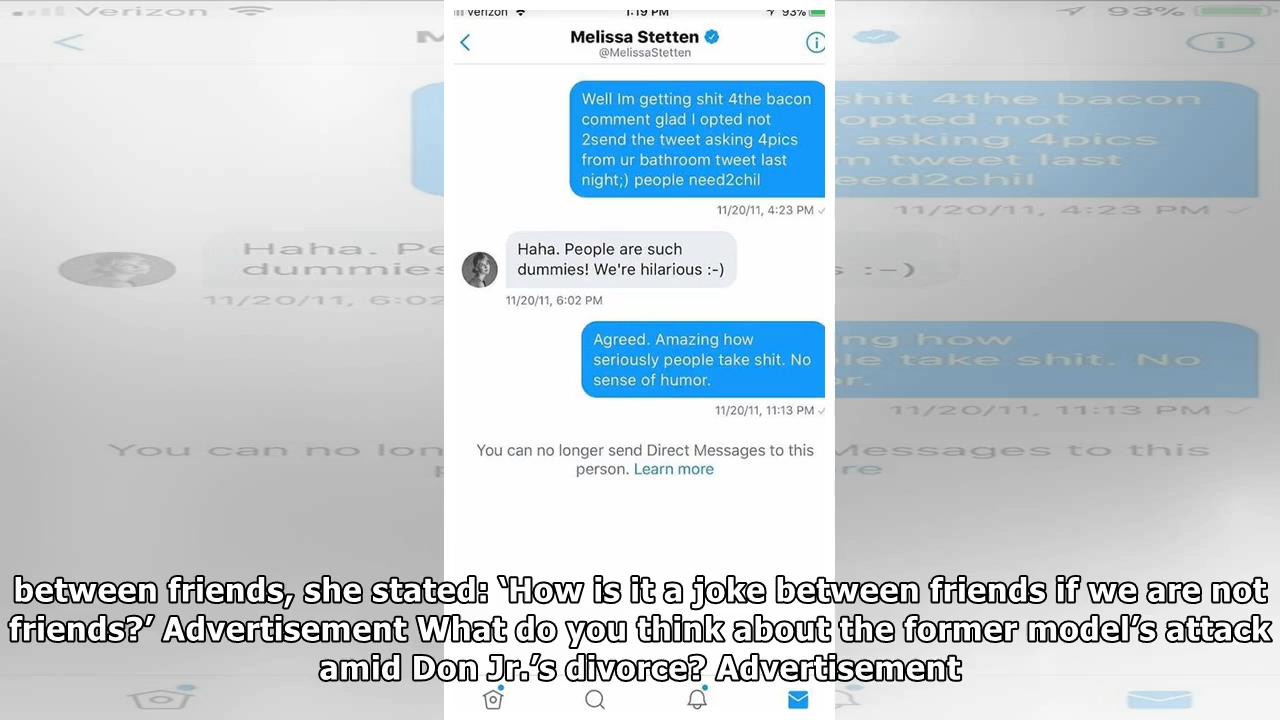 verizon 1:19 PM 93%
Melissa Stetten
@MelissaStetten
Well Im getting shit 4the bacon
comment glad I opted not
2send the tweet asking 4pics
from ur bathroom tweet last
night;) people need2chil
11/20/11, 4:23 PM
Haha. People are such
dummies! We're hilarious :-)
11/20/11, 6:02 PM
Agreed. Amazing how
seriously people take shit. No
sense of humor.
11/20/11, 11:13 PM
You can no longer send Direct Messages to this
person. Learn more
between friends, she stated: ‘How is it a joke between friends if we are not
friends?’ Advertisement What do you think about the former model’s attack
amid Don Jr.’s divorce? Advertisement